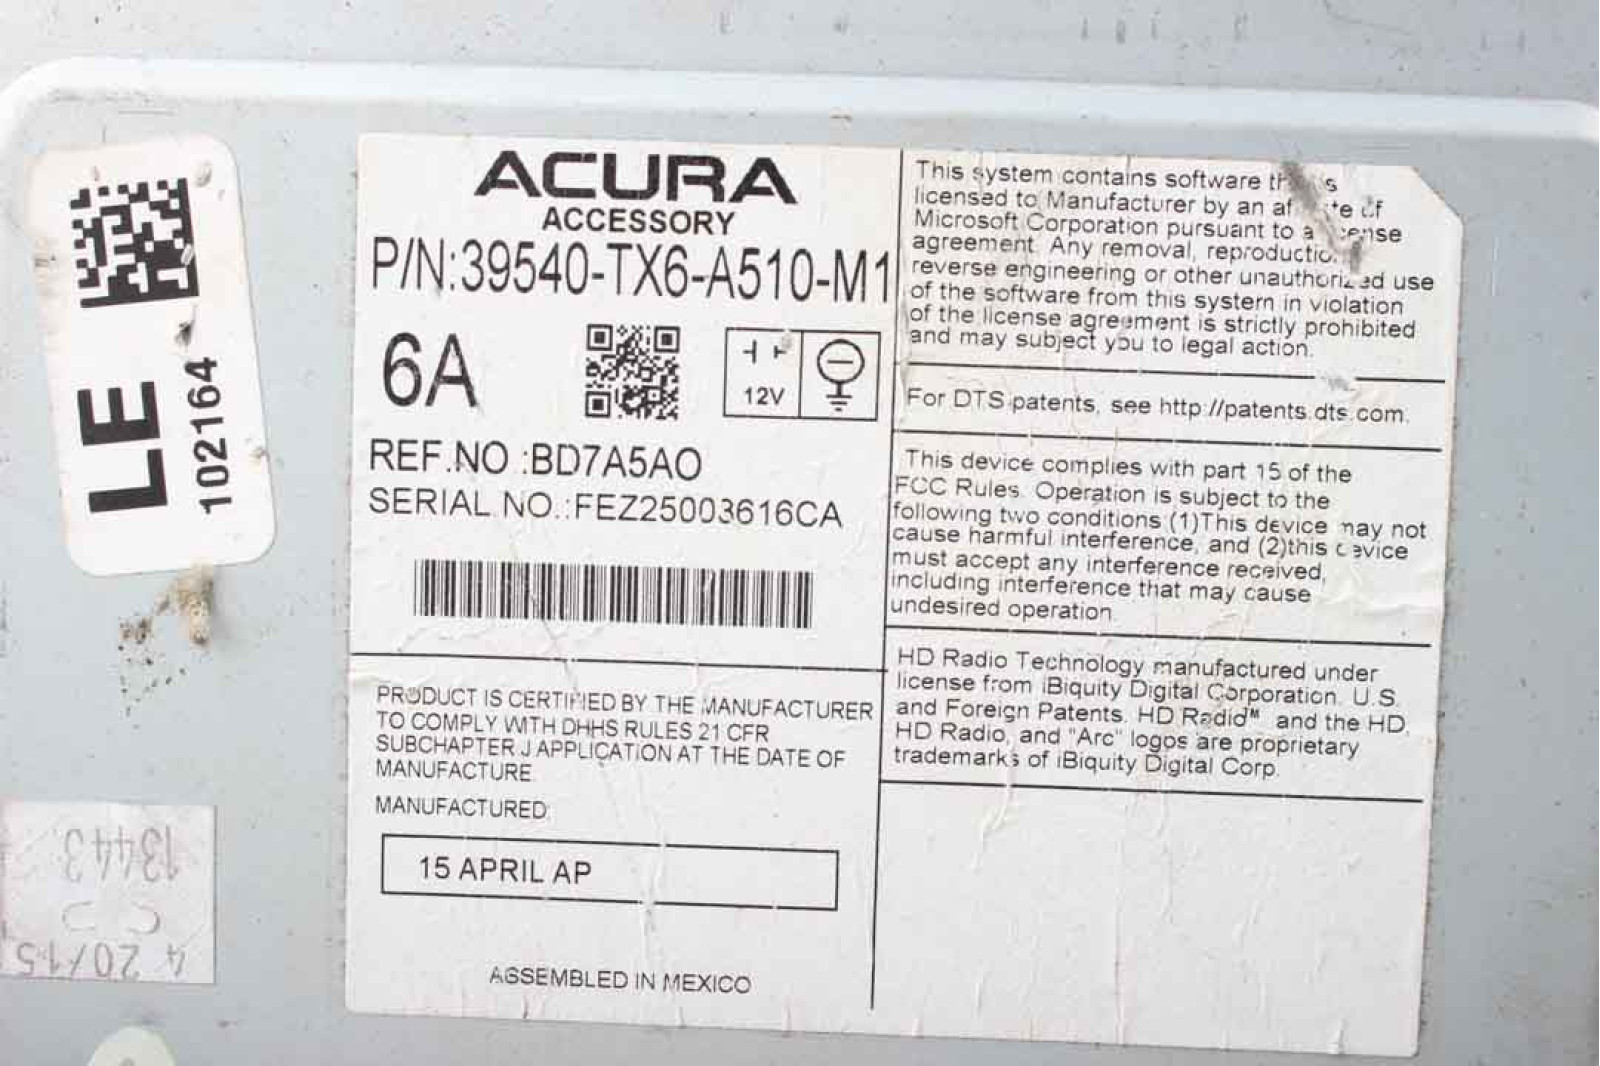 LE
102164
ACURA
ACCESSORY
P/N:39540-TX6-A510-M1
6A
12V
REF.NO.:BD7A5AO
SERIAL NO.:FEZ25003616CA
PRODUCT IS CERTIFIED BY THE MANUFACTURER
TO COMPLY WITH DHHS RULES 21 CFR
SUBCHAPTER J APPLICATION AT THE DATE OF
MANUFACTURE.
MANUFACTURED:
15 APRIL AP
ASSEMBLED IN MEXICO
This system contains software
licensed to Manufacturer by an of
Microsoft Corporation pursuant to a license
agreement. Any removal, reproduction,
reverse engineering or other unauthorized use
of the software from this system in violation
of the license agreement is strictly prohibited
and may subject you to legal action.
For DTS patents, see http://patents.dts.com.
This device complies with part 15 of the
FCC Rules. Operation is subject to the
following two conditions:(1)This device may not
cause harmful interference, and (2)this device
must accept any interference received,
including interference that may cause
undesired operation.
HD Radio Technology manufactured under
license from iBiquity Digital Corporation. U.S.
and Foreign Patents. HD Radio™ and the HD,
HD Radio, and "Arc" logos are proprietary
trademarks of iBiquity Digital Corp.
4 20/15
13443